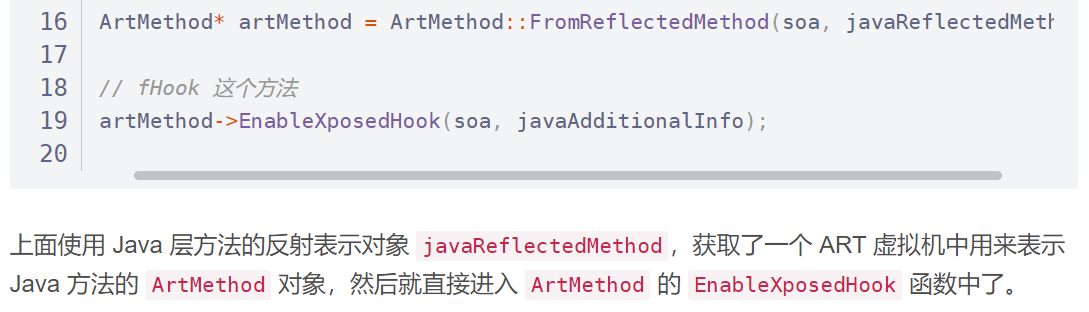 16 ArtMethod* artMethod = ArtMethod::FromReflectedMethod(soa, javaReflectedMeth
17
18 // fHook 这个方法
19 artMethod->EnableXposedHook(soa, javaAdditionalInfo);
20
上面使用 Java 层方法的反射表示对象 javaReflectedMethod，获取了一个 ART 虚拟机中用来表示
Java 方法的 ArtMethod 对象，然后就直接进入 ArtMethod 的 EnableXposedHook 函数中了。